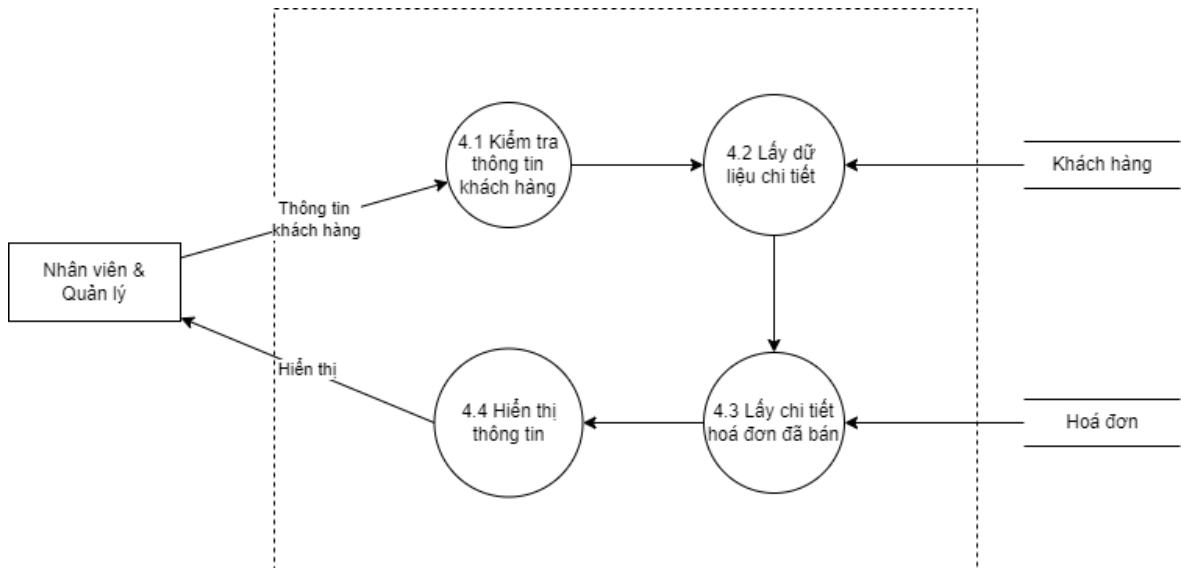 4.1 Kiểm tra
thông tin
khách hàng
4.2 Lấy dữ
liệu chi tiết
Khách hàng
Thông tin
khách hàng
Nhân viên &
Quản lý
Hiển thị
4.4 Hiển thị
thông tin
4.3 Lấy chi tiết
hoá đơn đã bán
Hoá đơn